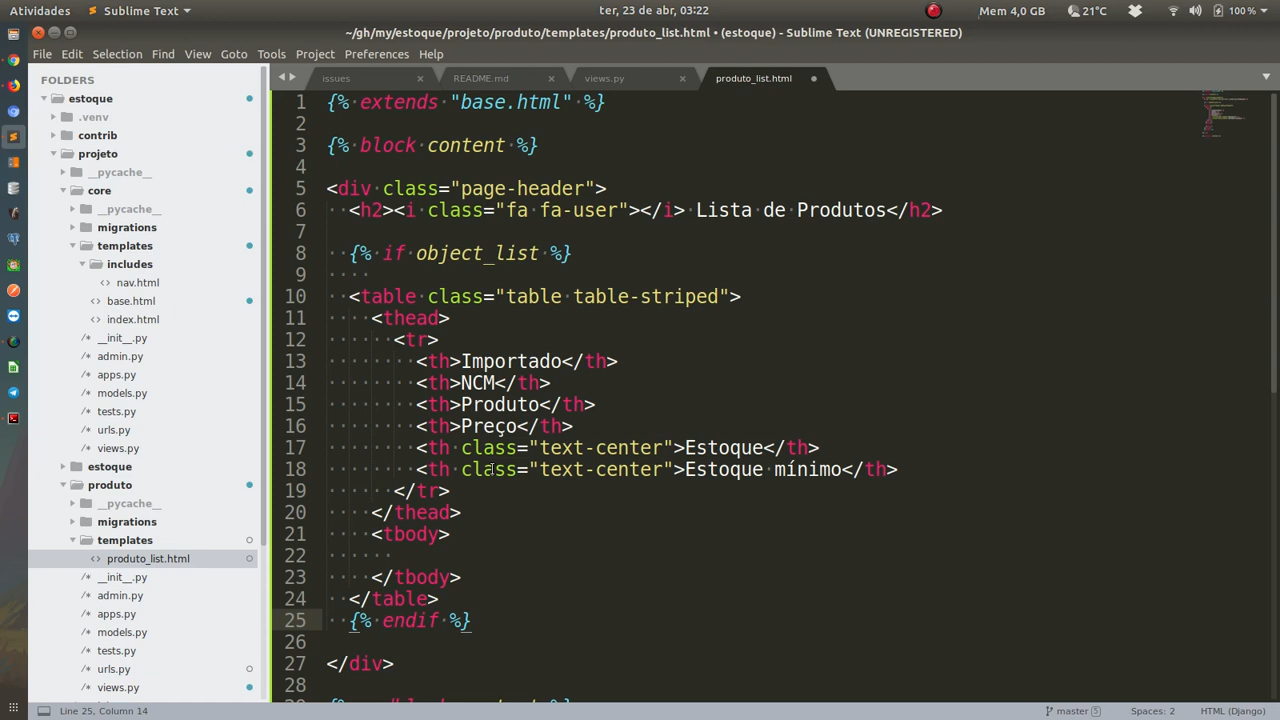 Atividades Sublime Text ter, 23 de abr, 03:22 Mem 4,0 GB 21°C 100%
~/gh/my/estoque/projeto/produto/templates/produto_list.html • (estoque) - Sublime Text (UNREGISTERED)
File Edit Selection Find View Goto Tools Project Preferences Help
issues × README.md × views.py × produto_list.html
FOLDERS
estoque
.venv
contrib
projeto
__pycache__
core
__pycache__
migrations
templates
includes
<> nav.html
<> base.html
<> index.html
/* __init__.py
/* admin.py
/* apps.py
/* models.py
/* tests.py
/* urls.py
/* views.py
estoque
produto
__pycache__
migrations
templates
<> produto_list.html
/* __init__.py
/* admin.py
/* apps.py
/* models.py
/* tests.py
/* urls.py
/* views.py
1 {% extends "base.html" %}
2
3 {% block content %}
4
5 <div class="page-header">
6 <h2><i class="fa fa-user"></i> Lista de Produtos</h2>
7
8 {% if object_list %}
9
10 <table class="table table-striped">
11 <thead>
12 <tr>
13 <th>Importado</th>
14 <th>NCM</th>
15 <th>Produto</th>
16 <th>Preço</th>
17 <th class="text-center">Estoque</th>
18 <th class="text-center">Estoque mínimo</th>
19 </tr>
20 </thead>
21 <tbody>
22
23 </tbody>
24 </table>
25 {% endif %}
26
27 </div>
28
Line 25, Column 14 master 5 Spaces: 2 HTML (Django)